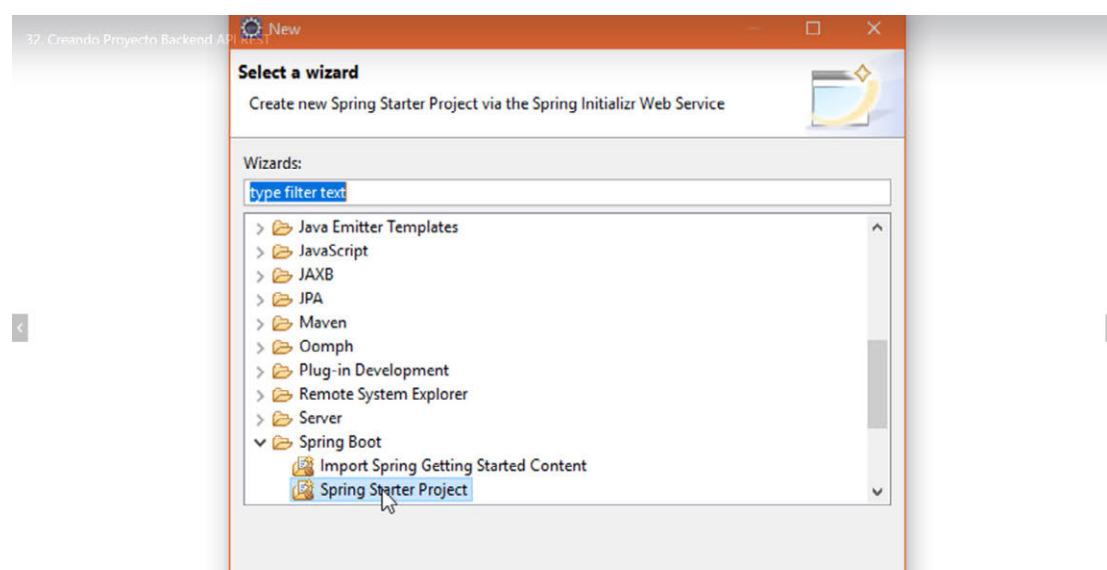 32. Creando Proyecto Backend API REST
New
Select a wizard
Create new Spring Starter Project via the Spring Initializr Web Service
Wizards:
type filter text
Java Emitter Templates
JavaScript
JAXB
JPA
Maven
Oomph
Plug-in Development
Remote System Explorer
Server
Spring Boot
Import Spring Getting Started Content
Spring Starter Project